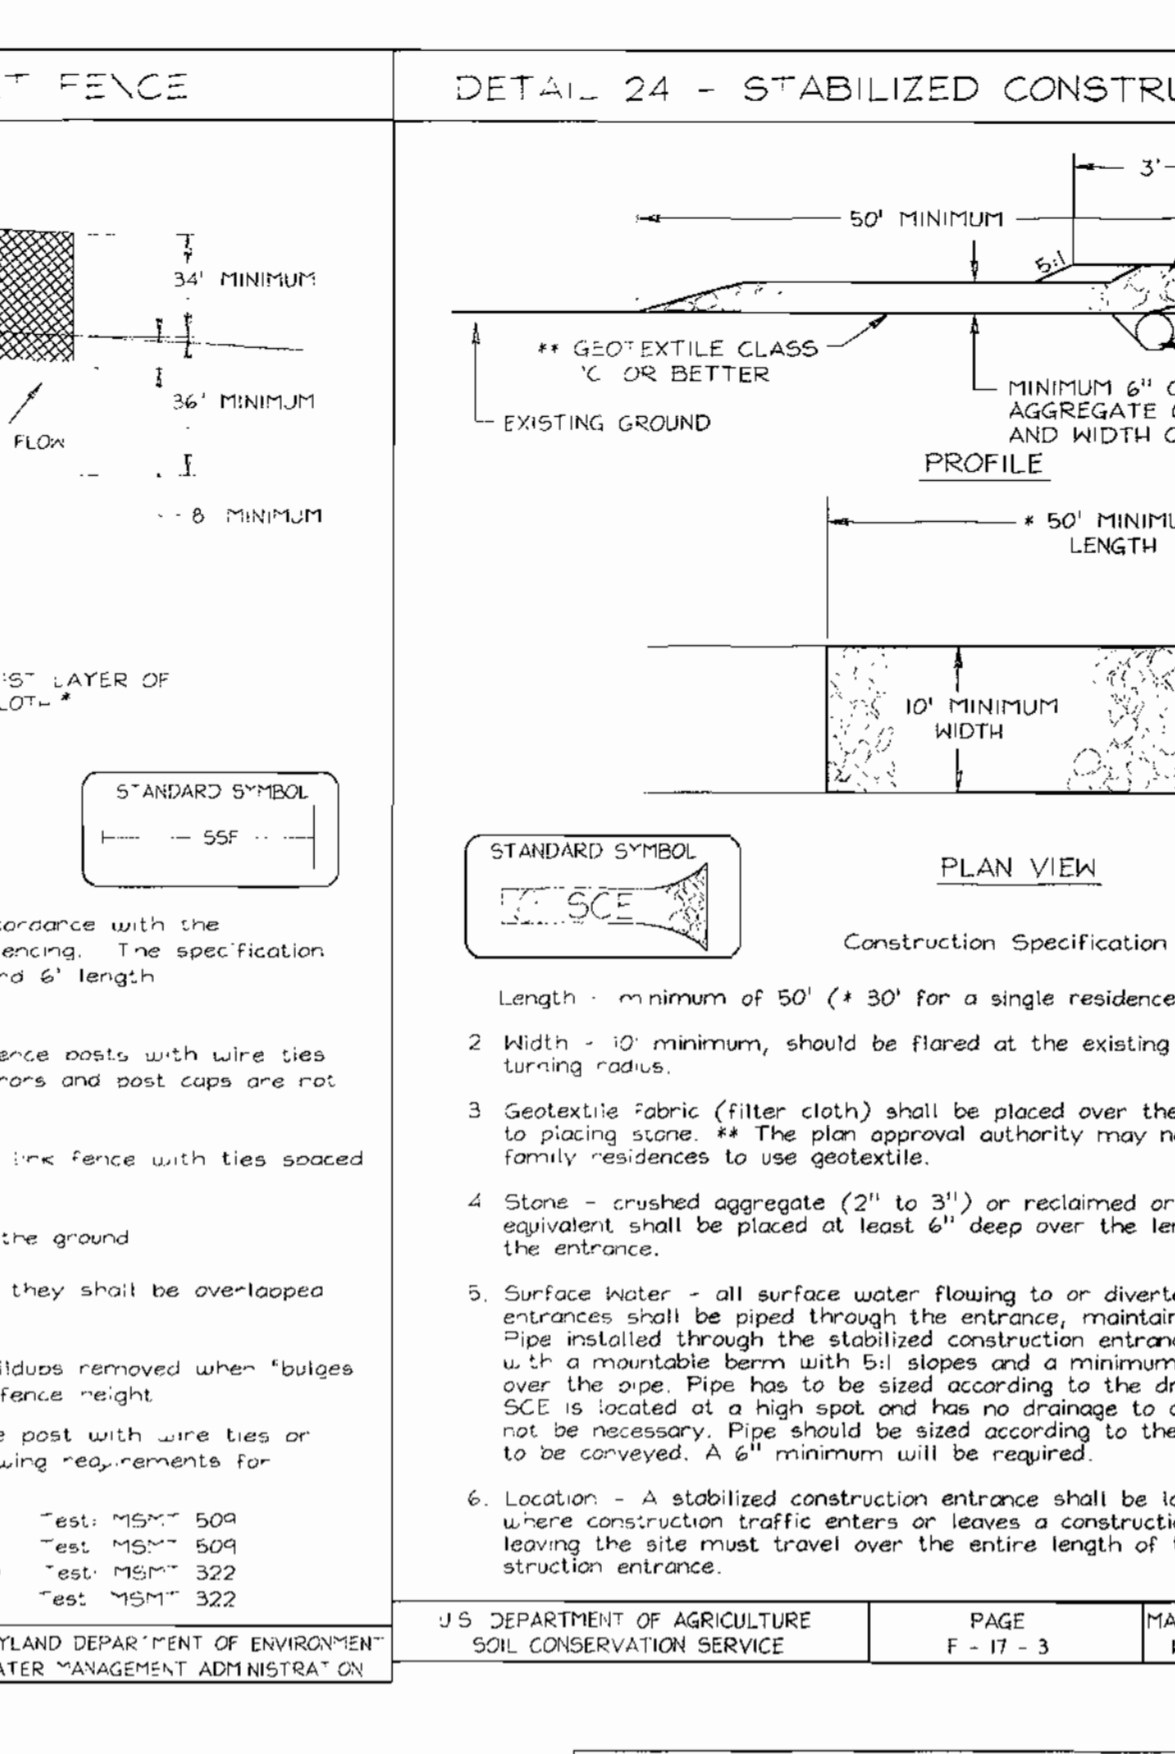 FENCE
34' MINIMUM
36' MINIMUM
FLOW
8 MINIMUM
LAYER OF
*
STANDARD SYMBOL
SSF
with the
encing. The specification
6' length
posts with wire ties
and post caps are not
link fence with ties spaced
the ground
they shall be overlapped
removed when "bulges
fence height
post with wire ties or
requirements for
Test: MSMT 509
Test MSMT 509
Test: MSMT 322
Test MSMT 322
YLAND DEPARTMENT OF ENVIRONMENT
ATER MANAGEMENT ADMINISTRATION
DETAIL 24 - STABILIZED CONSTRU
3'
50' MINIMUM
5:1
** GEOTEXTILE CLASS
'C' OR BETTER
EXISTING GROUND
MINIMUM 6"
AGGREGATE
AND WIDTH
PROFILE
* 50' MINIMU
LENGTH
10' MINIMUM
WIDTH
STANDARD SYMBOL
SCE
PLAN VIEW
Construction Specification
Length - minimum of 50' (* 30' for a single residence
2 Width - 10' minimum, should be flared at the existing
turning radius.
3 Geotextile fabric (filter cloth) shall be placed over the
to placing stone. ** The plan approval authority may n
family residences to use geotextile.
4 Stone - crushed aggregate (2" to 3") or reclaimed or
equivalent shall be placed at least 6" deep over the len
the entrance.
5. Surface Water - all surface water flowing to or diverte
entrances shall be piped through the entrance, maintain
Pipe installed through the stabilized construction entranc
with a mountable berm with 5:1 slopes and a minimum
over the pipe. Pipe has to be sized according to the dr
SCE is located at a high spot and has no drainage to c
not be necessary. Pipe should be sized according to the
to be conveyed. A 6" minimum will be required.
6. Location - A stabilized construction entrance shall be lo
where construction traffic enters or leaves a constructi
leaving the site must travel over the entire length of t
struction entrance.
U S DEPARTMENT OF AGRICULTURE
SOIL CONSERVATION SERVICE
PAGE
F - 17 - 3
MA